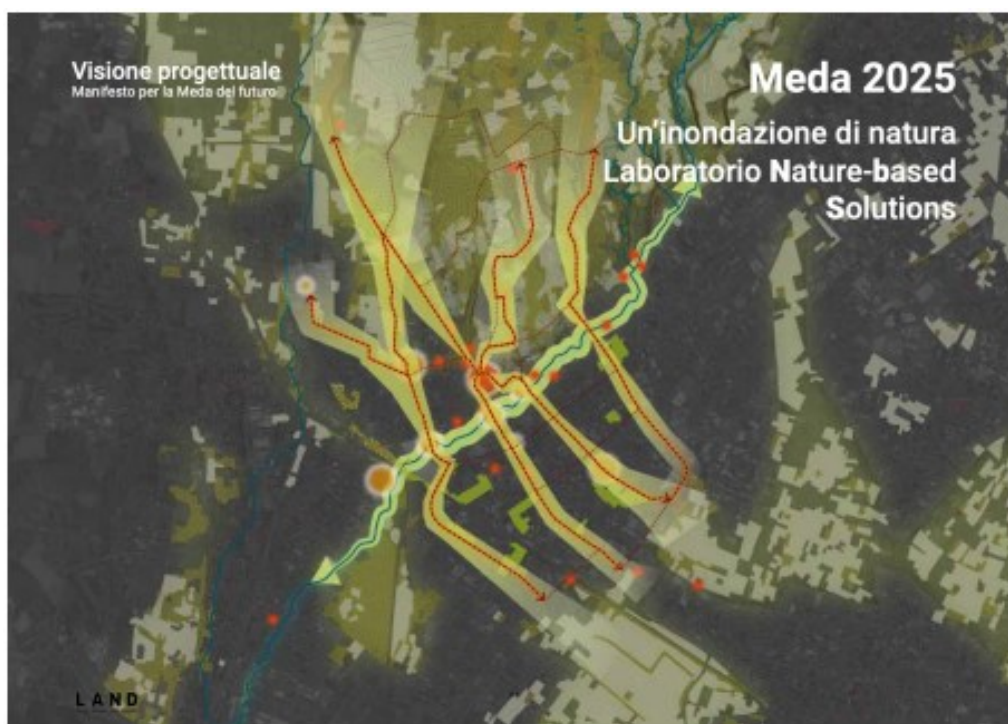 Visione progettuale
Manifesto per la Meda del futuro
Meda 2025
Un'inondazione di natura
Laboratorio Nature-based
Solutions
LAND